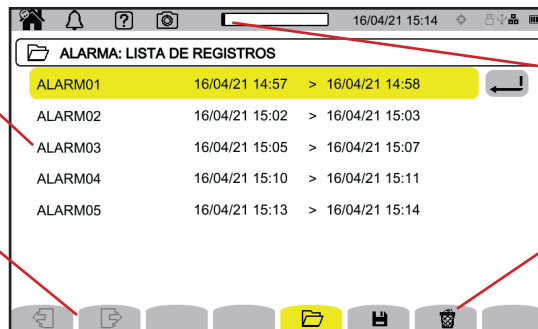 16/04/21 15:14
ALARMA: LISTA DE REGISTROS
ALARM01 16/04/21 14:57 > 16/04/21 14:58
ALARM02 16/04/21 15:02 > 16/04/21 15:03
ALARM03 16/04/21 15:05 > 16/04/21 15:07
ALARM04 16/04/21 15:10 > 16/04/21 15:11
ALARM05 16/04/21 15:13 > 16/04/21 15:14